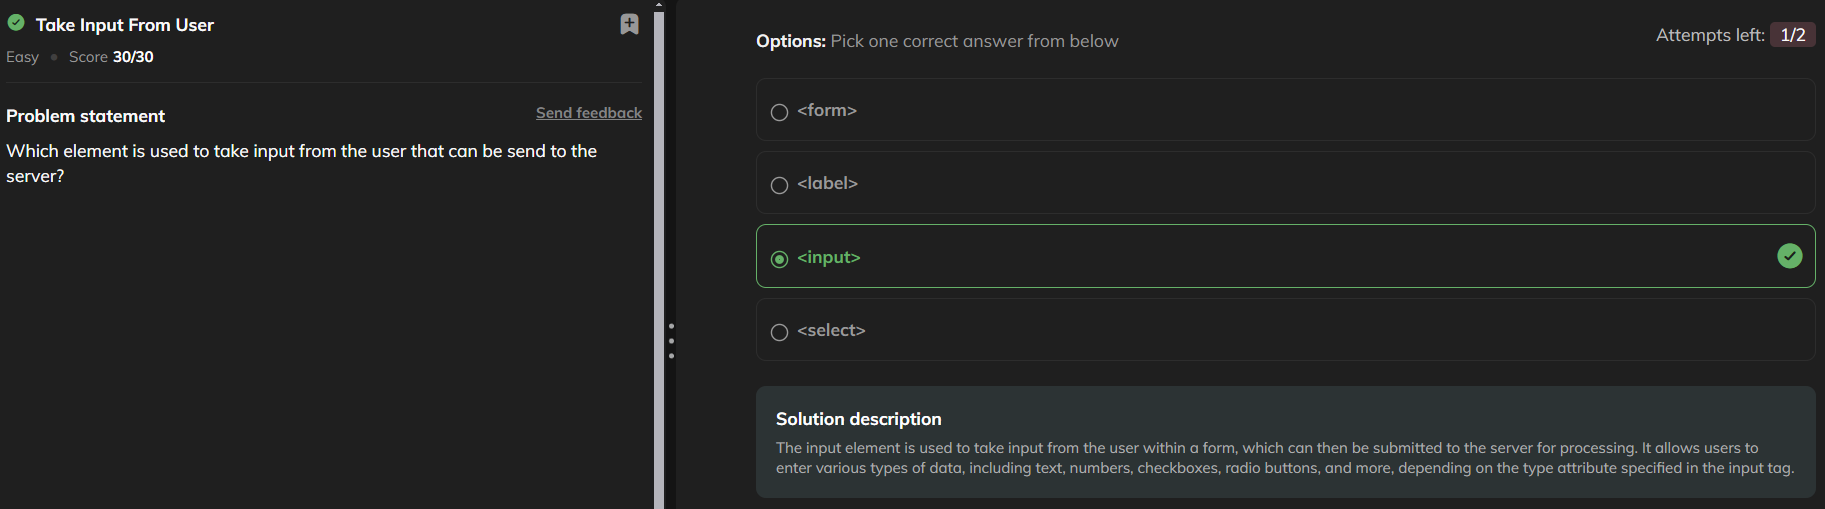 Take Input From User
Easy • Score 30/30
Problem statement
Send feedback
Which element is used to take input from the user that can be send to the
server?
Options: Pick one correct answer from below
Attempts left: 1/2
<form>
<label>
<input>
<select>
Solution description
The input element is used to take input from the user within a form, which can then be submitted to the server for processing. It allows users to
enter various types of data, including text, numbers, checkboxes, radio buttons, and more, depending on the type attribute specified in the input tag.